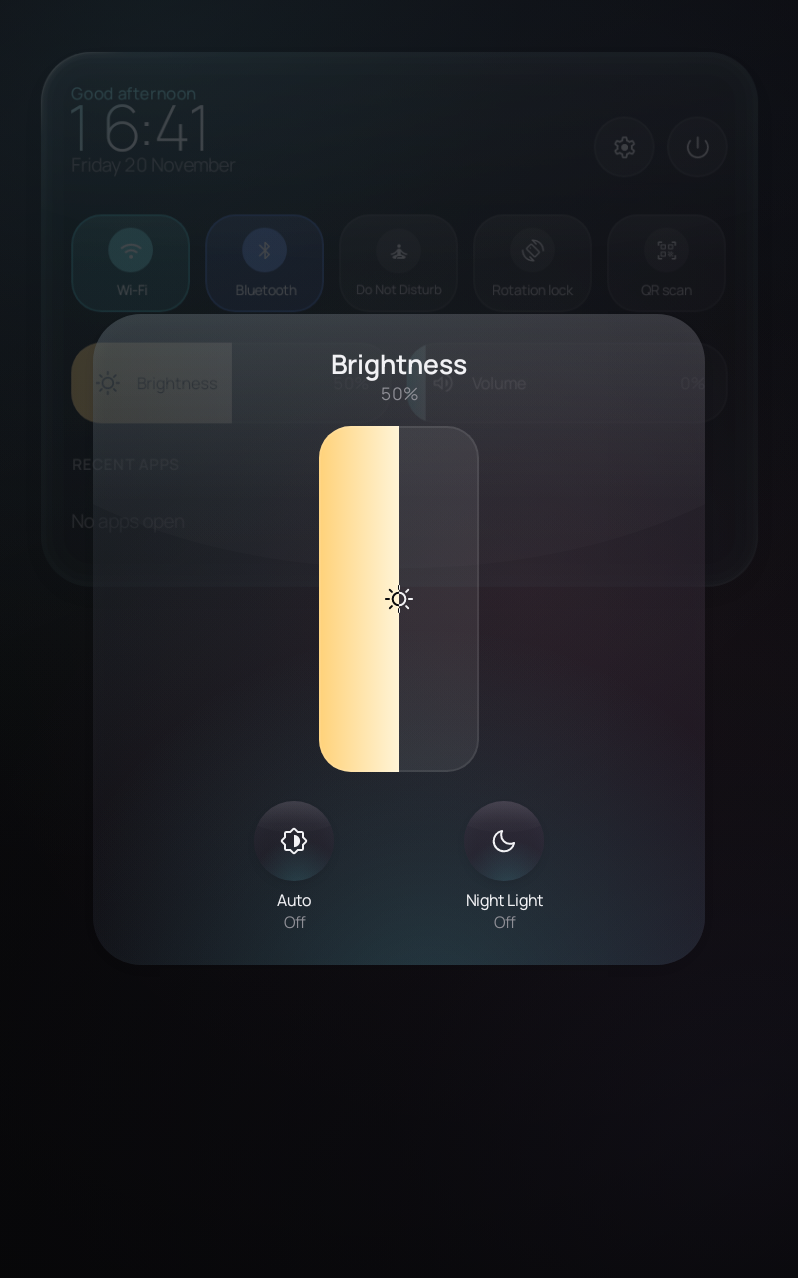 Good afternoon
16:41
Friday 20 November
Wi-Fi
Bluetooth
Do Not Disturb
Rotation lock
QR scan
Brightness
50%
Brightness
50%
Volume
0%
RECENT APPS
No apps open
Auto
Off
Night Light
Off